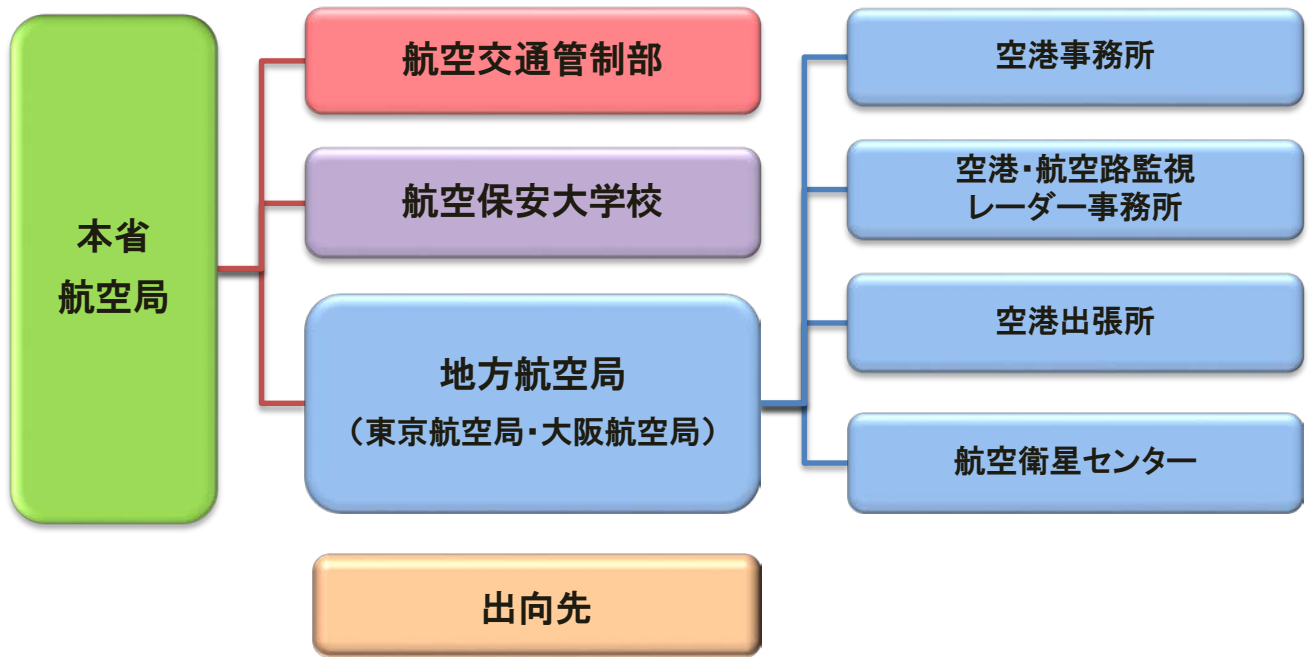 本省
航空局
航空交通管制部
航空保安大学校
地方航空局
（東京航空局・大阪航空局）
出向先
空港事務所
空港・航空路監視
レーダー事務所
空港出張所
航空衛星センター